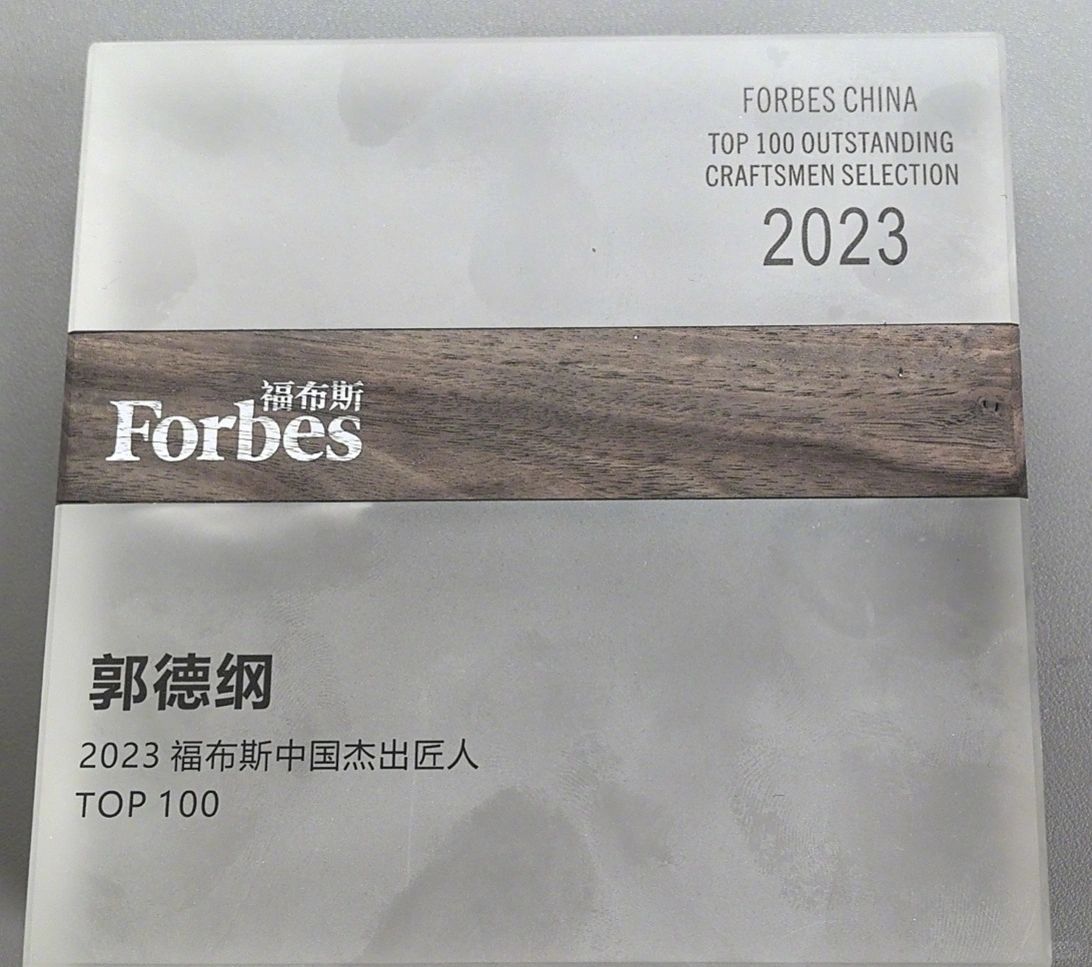 FORBES CHINA
TOP 100 OUTSTANDING
CRAFTSMEN SELECTION
2023
福布斯
Forbes
郭德纲
2023 福布斯中国杰出匠人
TOP 100